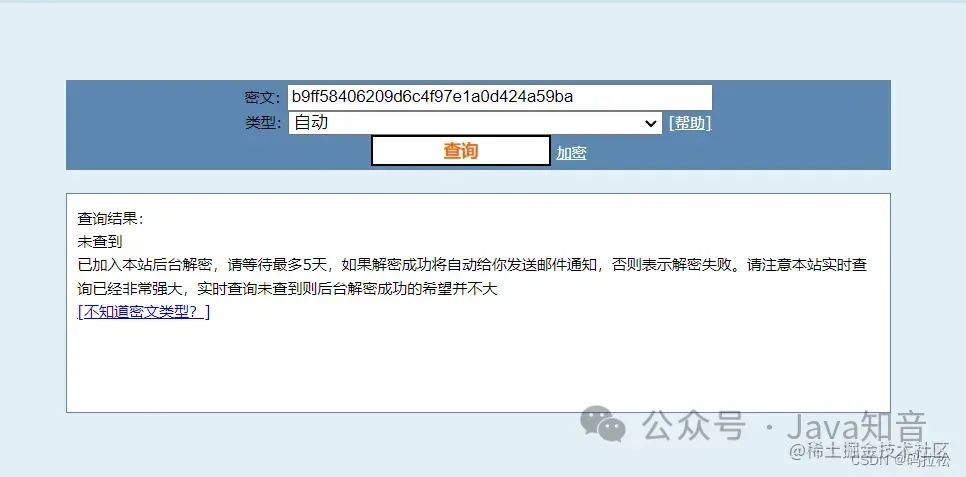 密文: b9ff58406209d6c4f97e1a0d424a59ba
类型: 自动 [帮助]
查询 加密
查询结果:
未查到
已加入本站后台解密，请等待最多5天，如果解密成功将自动给你发送邮件通知，否则表示解密失败。请注意本站实时查
询已经非常强大，实时查询未查到则后台解密成功的希望并不大
[不知道密文类型？]
公众号 · Java知音
@稀土掘金技术社区
CSDN @码拉松